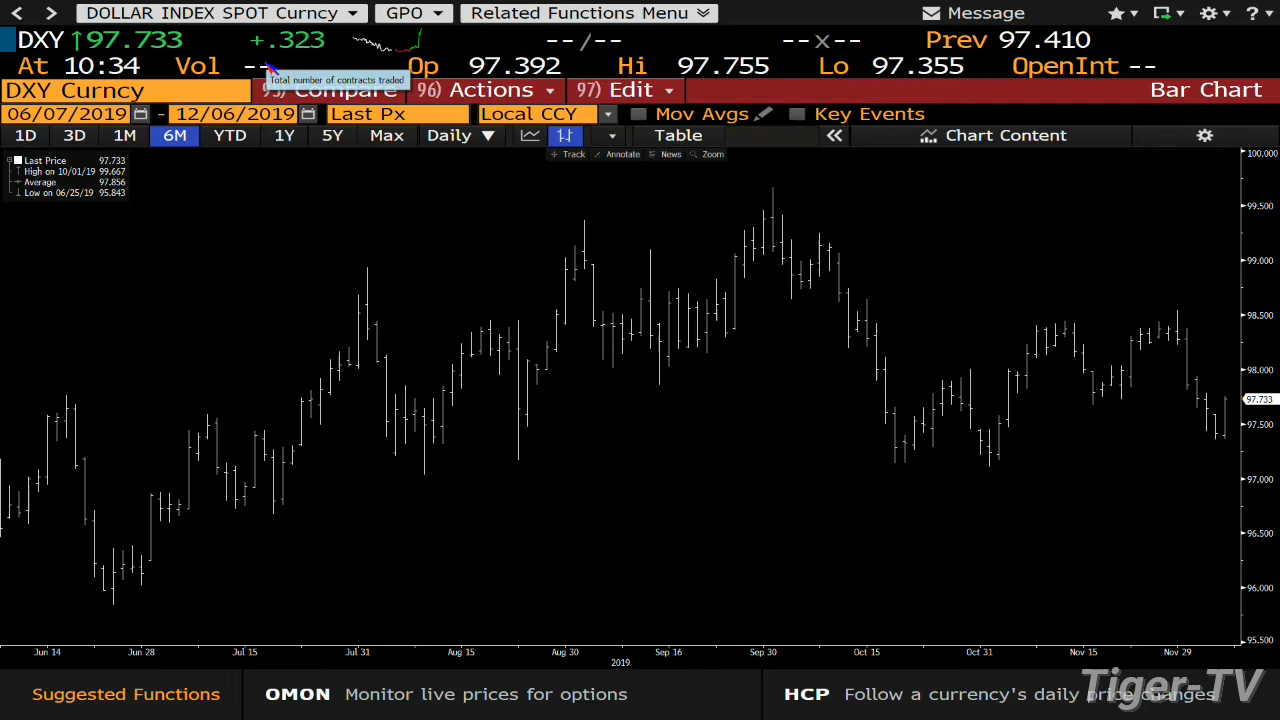 DOLLAR INDEX SPOT Curncy GPO Related Functions Menu Message ?
DXY ↑97.733 +.323 --/-- --x-- Prev 97.410
At 10:34 Vol -- Op 97.392 Hi 97.755 Lo 97.355 OpenInt --
Total number of contracts traded
DXY Curncy Compare 96) Actions 97) Edit Bar Chart
06/07/2019 - 12/06/2019 Last Px Local CCY Mov Avgs Key Events
1D 3D 1M 6M YTD 1Y 5Y Max Daily ▼ Table « Chart Content
Track Annotate News Zoom
Last Price 97.733
High on 10/01/19 99.667
Average 97.856
Low on 06/25/19 95.843
100.000
99.500
99.000
98.500
98.000
97.733
97.500
97.000
96.500
96.000
95.500
Jun 14 Jun 28 Jul 15 Jul 31 Aug 15 Aug 30 Sep 16 Sep 30 Oct 15 Oct 31 Nov 15 Nov 29
2019
Suggested Functions OMON Monitor live prices for options HCP Follow a currency's daily price changes
Tiger-TV